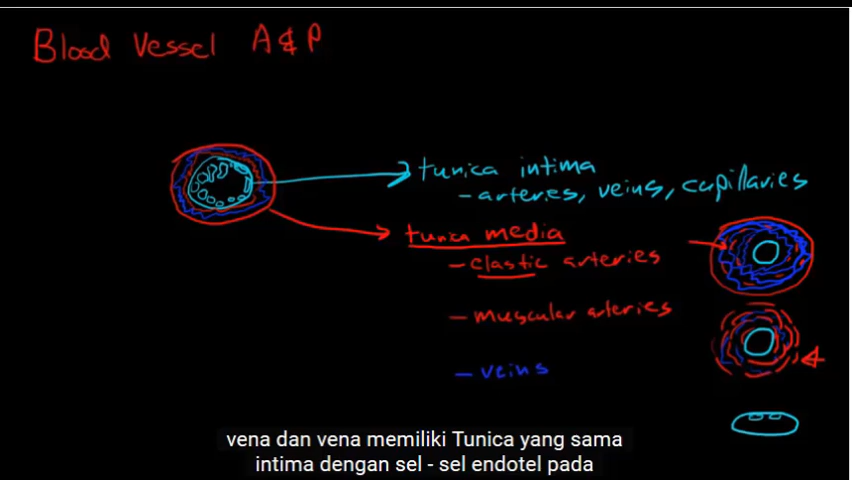 Blood Vessel A & P
tunica intima
- arteries, veins, capillaries
tunica media
- elastic arteries
- muscular arteries
- veins
vena dan vena memiliki Tunica yang sama
intima dengan sel - sel endotel pada